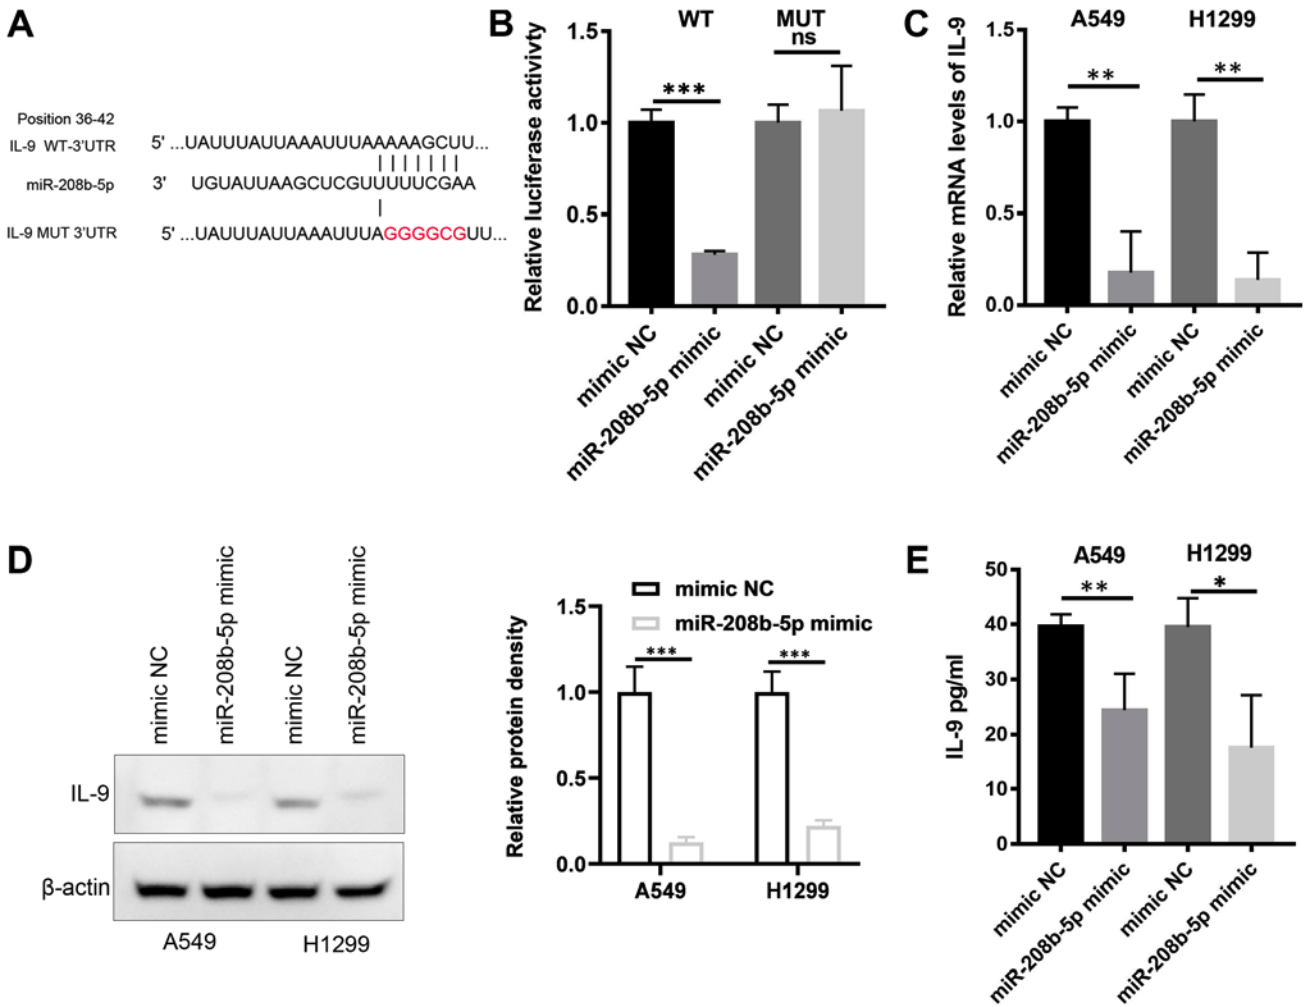 A
Position 36-42
IL-9 WT-3'UTR 5' ...UAUUUAUUAAAUUUAAAAAGCUU...
miR-208b-5p 3' UGUAUUAAGCUCGUUUUUCGAA
IL-9 MUT 3'UTR 5' ...UAUUUAUUAAAUUUAGGGGCGUU...
B
WT
MUT
***
ns
Relative luciferase activivty
1.5
1.0
0.5
0.0
mimic NC
miR-208b-5p mimic
mimic NC
miR-208b-5p mimic
C
A549
H1299
**
**
Relative mRNA levels of IL-9
1.5
1.0
0.5
0.0
mimic NC
miR-208b-5p mimic
mimic NC
miR-208b-5p mimic
D
mimic NC
miR-208b-5p mimic
mimic NC
miR-208b-5p mimic
IL-9
β-actin
A549
H1299
mimic NC
miR-208b-5p mimic
***
***
Relative protein density
1.5
1.0
0.5
0.0
A549
H1299
E
A549
H1299
**
*
IL-9 pg/ml
50
40
30
20
10
0
mimic NC
miR-208b-5p mimic
mimic NC
miR-208b-5p mimic